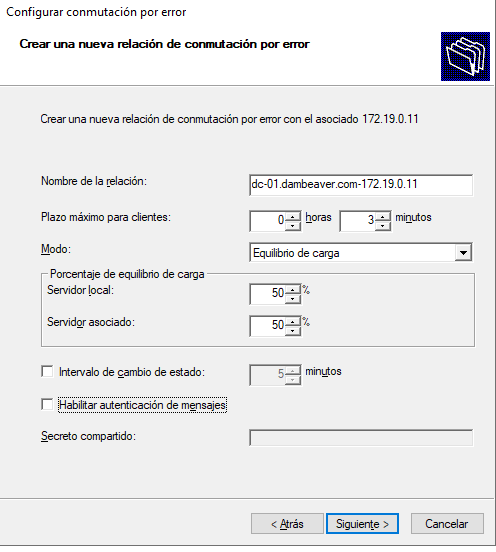 Configurar conmutación por error
Crear una nueva relación de conmutación por error
Crear una nueva relación de conmutación por error con el asociado 172.19.0.11
Nombre de la relación: dc-01.dambeaver.com-172.19.0.11
Plazo máximo para clientes: 0 horas 3 minutos
Modo: Equilibrio de carga
Porcentaje de equilibrio de carga
Servidor local: 50 %
Servidor asociado: 50 %
Intervalo de cambio de estado: 5 minutos
Habilitar autenticación de mensajes
Secreto compartido:
< Atrás Siguiente > Cancelar